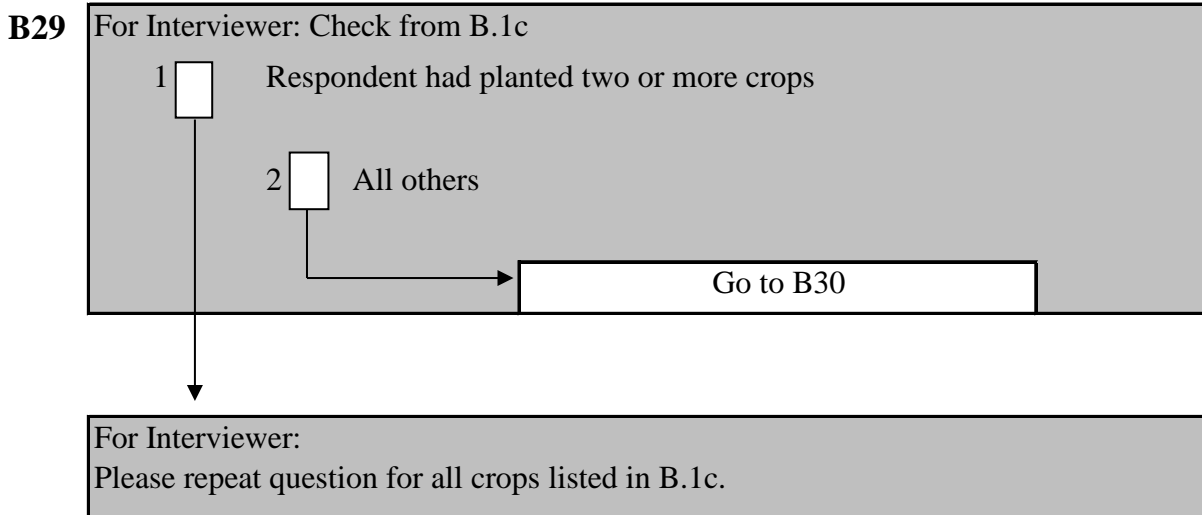 B29 For Interviewer: Check from B.1c
1 Respondent had planted two or more crops
2 All others
Go to B30
For Interviewer:
Please repeat question for all crops listed in B.1c.